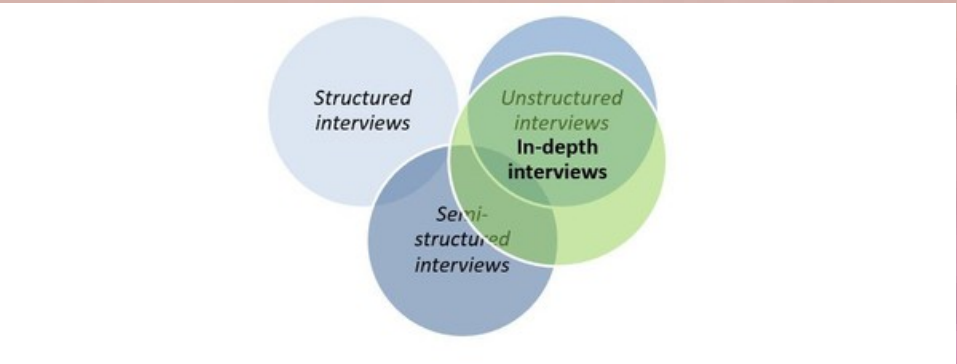 Structured
interviews
Unstructured
interviews
In-depth
interviews
Semi-
structured
interviews